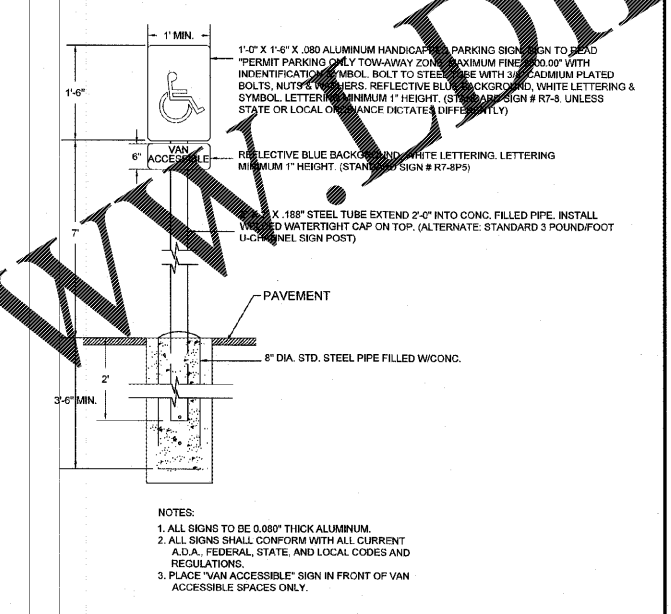 1' MIN.
1'-0" X 1'-6" X .080 ALUMINUM HANDICAPPED PARKING SIGN. SIGN TO READ
"PERMIT PARKING ONLY TOW-AWAY ZONE, MAXIMUM FINE 00.00" WITH
INDENTIFICATION SYMBOL. BOLT TO STEEL TUBE WITH 3/8" CADMIUM PLATED
BOLTS, NUTS & WASHERS. REFLECTIVE BLUE BACKGROUND, WHITE LETTERING &
SYMBOL. LETTERING MINIMUM 1" HEIGHT. (STANDARD SIGN # R7-8. UNLESS
STATE OR LOCAL ORDINANCE DICTATES DIFFERENTLY)
1'-6"
6"
VAN
ACCESSIBLE
REFLECTIVE BLUE BACKGROUND, WHITE LETTERING. LETTERING
MINIMUM 1" HEIGHT. (STANDARD SIGN # R7-8P5)
X .188" STEEL TUBE EXTEND 2'-0" INTO CONC. FILLED PIPE. INSTALL
WELDED WATERTIGHT CAP ON TOP. (ALTERNATE: STANDARD 3 POUND/FOOT
U-CHANNEL SIGN POST)
7'
PAVEMENT
8" DIA. STD. STEEL PIPE FILLED W/CONC.
2'
3'-6" MIN.
NOTES:
1. ALL SIGNS TO BE 0.080" THICK ALUMINUM.
2. ALL SIGNS SHALL CONFORM WITH ALL CURRENT
A.D.A., FEDERAL, STATE, AND LOCAL CODES AND
REGULATIONS.
3. PLACE "VAN ACCESSIBLE" SIGN IN FRONT OF VAN
ACCESSIBLE SPACES ONLY.
WW.LDH